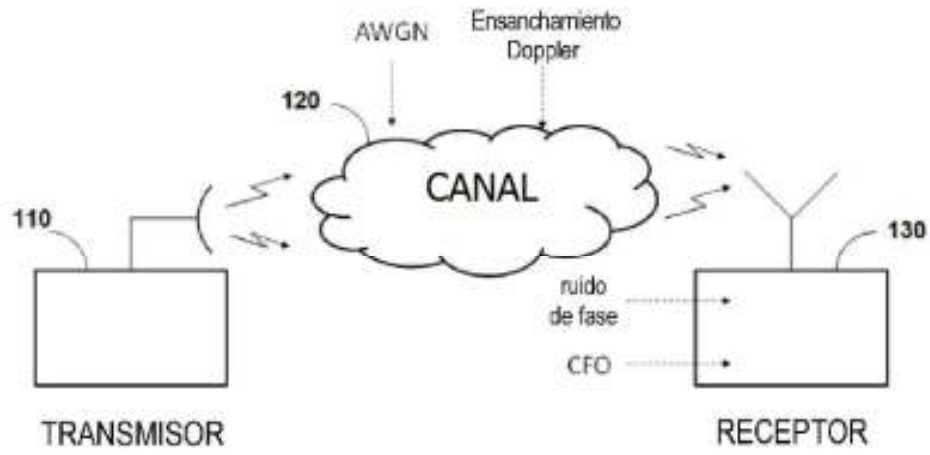 AWGN
Ensanchamiento
Doppler
120
CANAL
110
130
ruido
de fase
CFO
TRANSMISOR
RECEPTOR